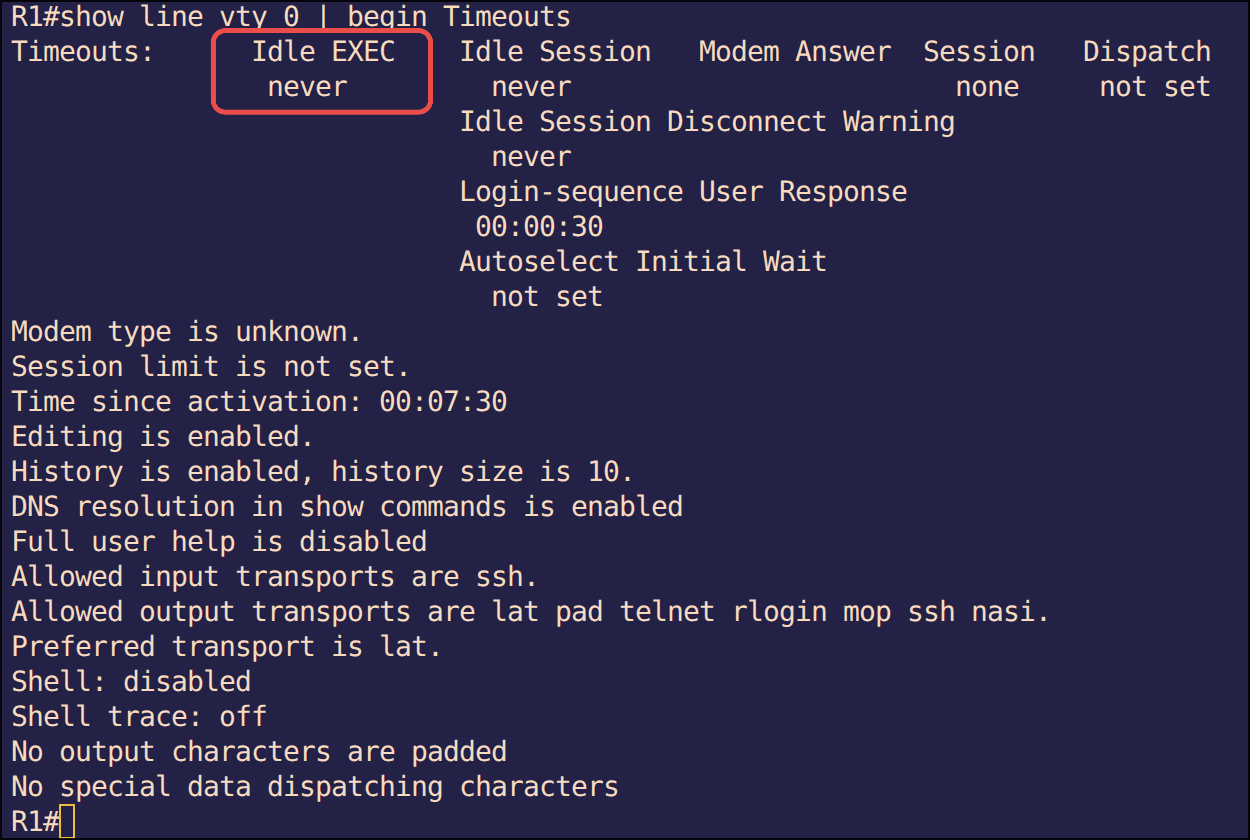 R1#show line vty 0 | begin Timeouts
Timeouts:      Idle EXEC    Idle Session   Modem Answer  Session   Dispatch
                never         never                        none     not set
                            Idle Session Disconnect Warning
                              never
                            Login-sequence User Response
                             00:00:30
                            Autoselect Initial Wait
                              not set
Modem type is unknown.
Session limit is not set.
Time since activation: 00:07:30
Editing is enabled.
History is enabled, history size is 10.
DNS resolution in show commands is enabled
Full user help is disabled
Allowed input transports are ssh.
Allowed output transports are lat pad telnet rlogin mop ssh nasi.
Preferred transport is lat.
Shell: disabled
Shell trace: off
No output characters are padded
No special data dispatching characters
R1#